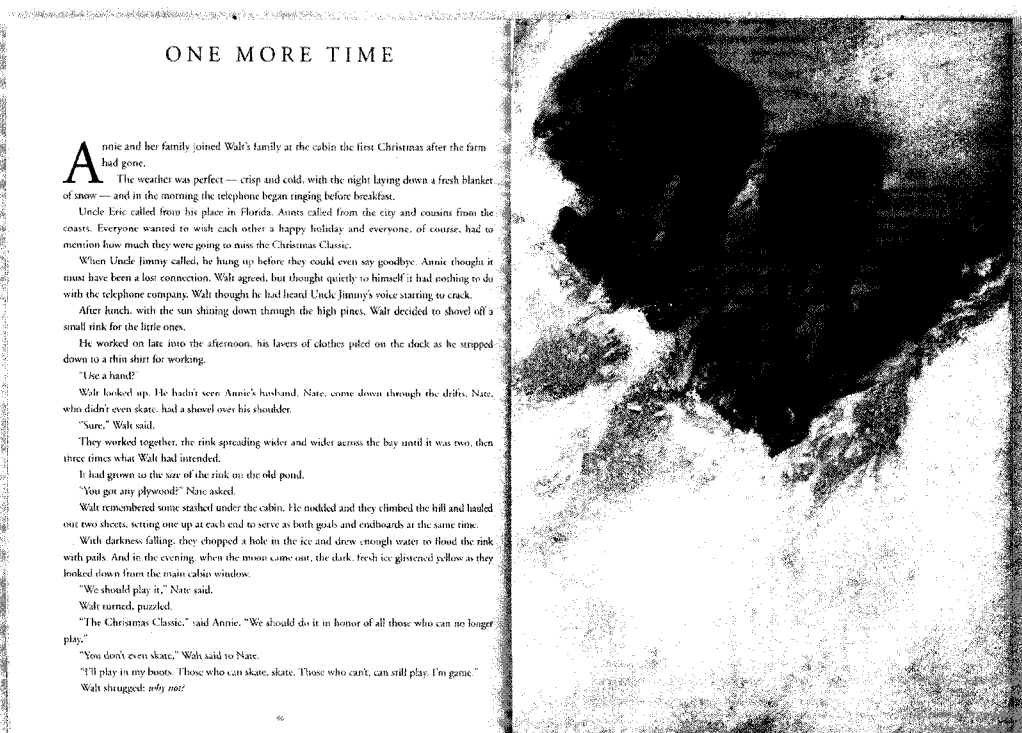 ONE MORE TIME
Annie and her family joined Walt's family at the cabin the first Christmas after the farm
had gone.
The weather was perfect — crisp and cold, with the night laying down a fresh blanket
of snow — and in the morning the telephone began ringing before breakfast.
Uncle Eric called from his place in Florida. Aunts called from the city and cousins from the
coasts. Everyone wanted to wish each other a happy holiday and everyone, of course, had to
mention how much they were going to miss the Christmas Classic.
When Uncle Jimmy called, he hung up before they could even say goodbye. Annie thought it
must have been a lost connection. Walt agreed, but thought quietly to himself it had nothing to do
with the telephone company. Walt thought he had heard Uncle Jimmy's voice starting to crack.
After lunch, with the sun shining down through the high pines, Walt decided to shovel off a
small rink for the little ones.
He worked on late into the afternoon, his layers of clothes piled on the dock as he stripped
down to a thin shirt for working.
"Use a hand?"
Walt looked up. He hadn't seen Annie's husband, Nate, come down through the drifts. Nate,
who didn't even skate, had a shovel over his shoulder.
"Sure," Walt said.
They worked together, the rink spreading wider and wider across the bay until it was two, then
three times what Walt had intended.
It had grown to the size of the rink on the old pond.
"You got any plywood?" Nate asked.
Walt remembered some stashed under the cabin. He nodded and they climbed the hill and hauled
out two sheets, setting one up at each end to serve as both goals and endboards at the same time.
With darkness falling, they chopped a hole in the ice and drew enough water to flood the rink
with pails. And in the evening, when the moon came out, the dark, fresh ice glistened yellow as they
looked down from the main cabin window.
"We should play it," Nate said.
Walt turned, puzzled.
"The Christmas Classic," said Annie. "We should do it in honor of all those who can no longer
play."
"You don't even skate," Walt said to Nate.
"I'll play in my boots. Those who can skate, skate. Those who can't, can still play. I'm game."
Walt shrugged: why not?
46